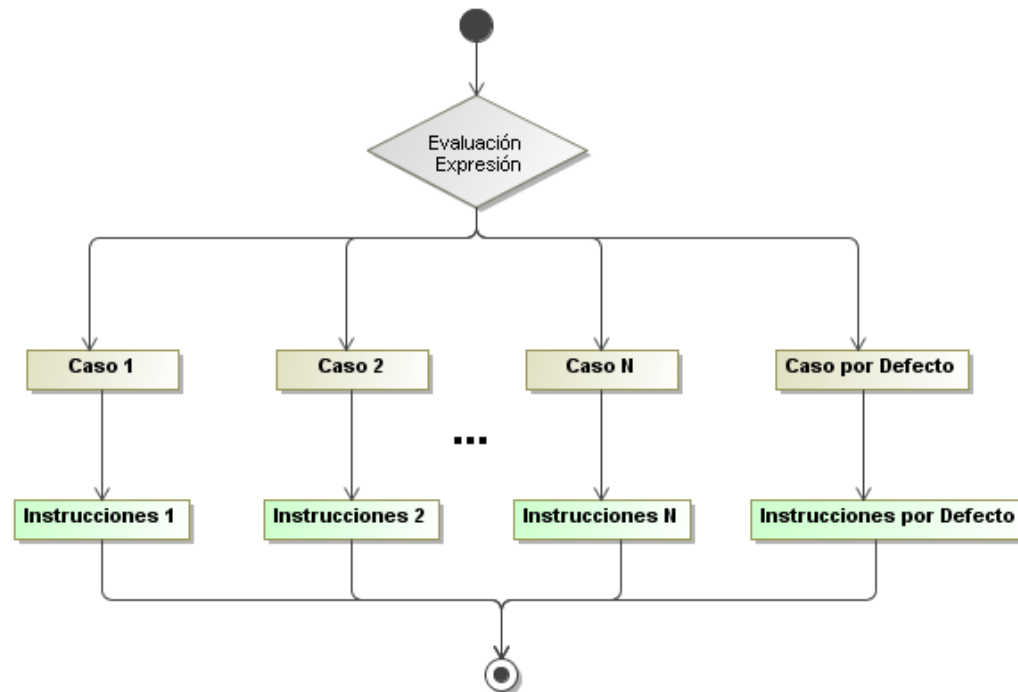 Evaluación
Expresión
Caso 1
Caso 2
Caso N
Caso por Defecto
...
Instrucciones 1
Instrucciones 2
Instrucciones N
Instrucciones por Defecto